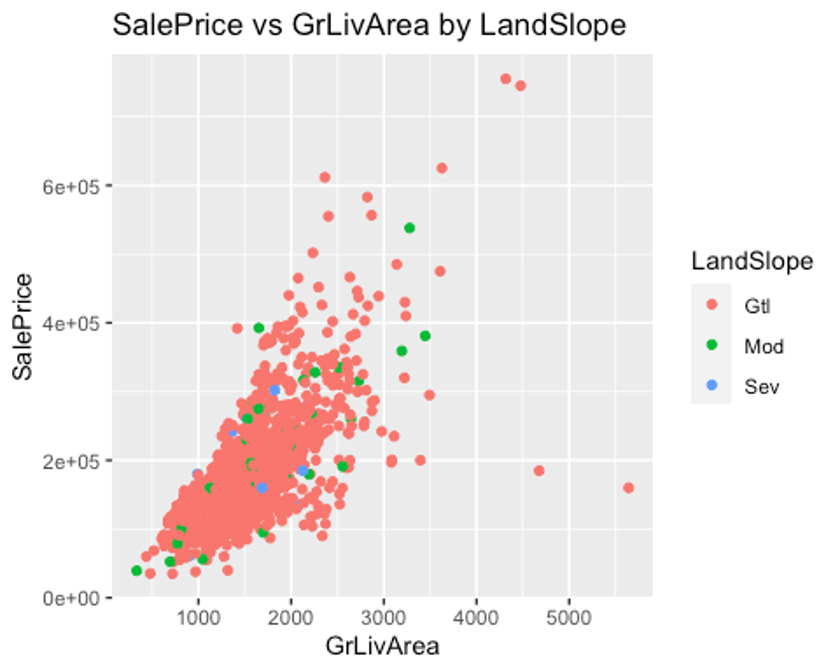 SalePrice vs GrLivArea by LandSlope
6e+05
4e+05
2e+05
0e+00
SalePrice
1000 2000 3000 4000 5000
GrLivArea
LandSlope
Gtl
Mod
Sev